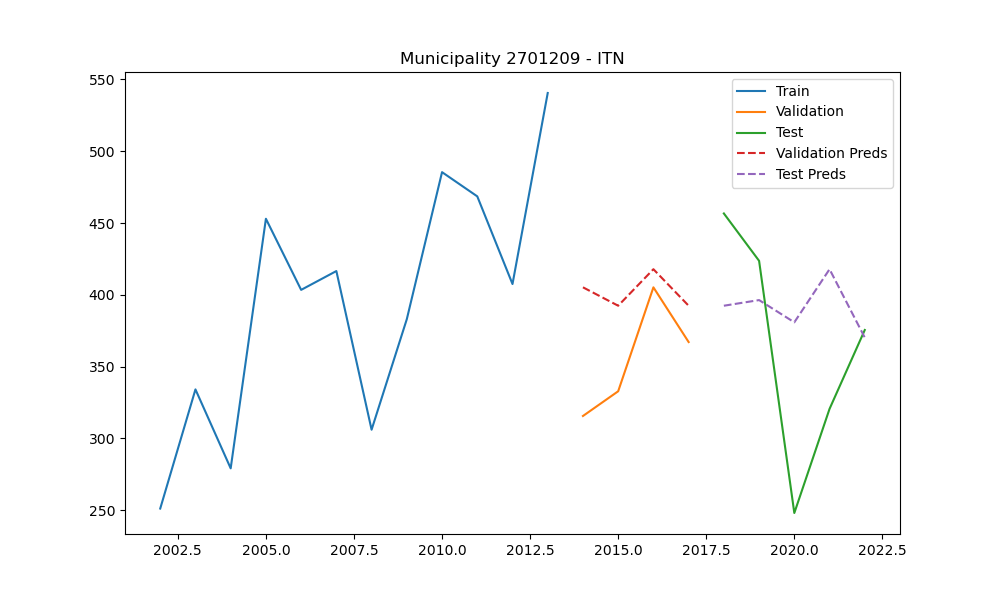 Municipality 2701209 - ITN
550
500
450
400
350
300
250
2002.5 2005.0 2007.5 2010.0 2012.5 2015.0 2017.5 2020.0 2022.5
Train
Validation
Test
Validation Preds
Test Preds